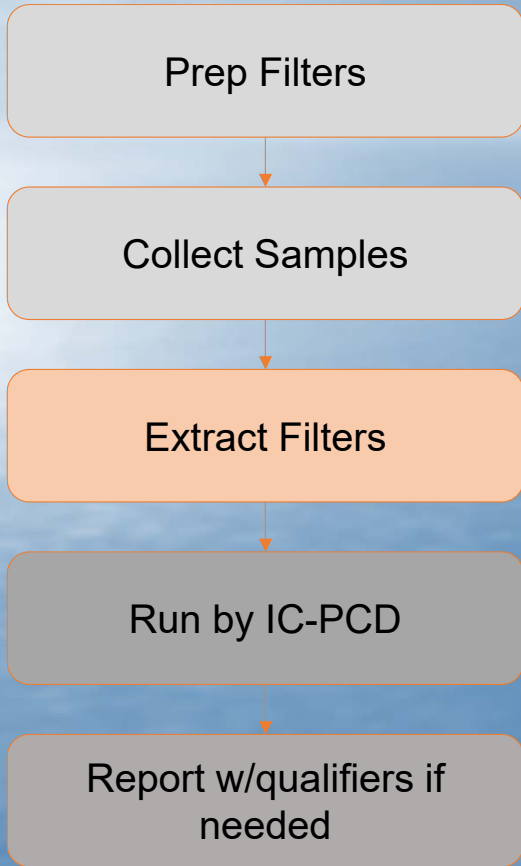 Prep Filters
Collect Samples
Extract Filters
Run by IC-PCD
Report w/qualifiers if
needed